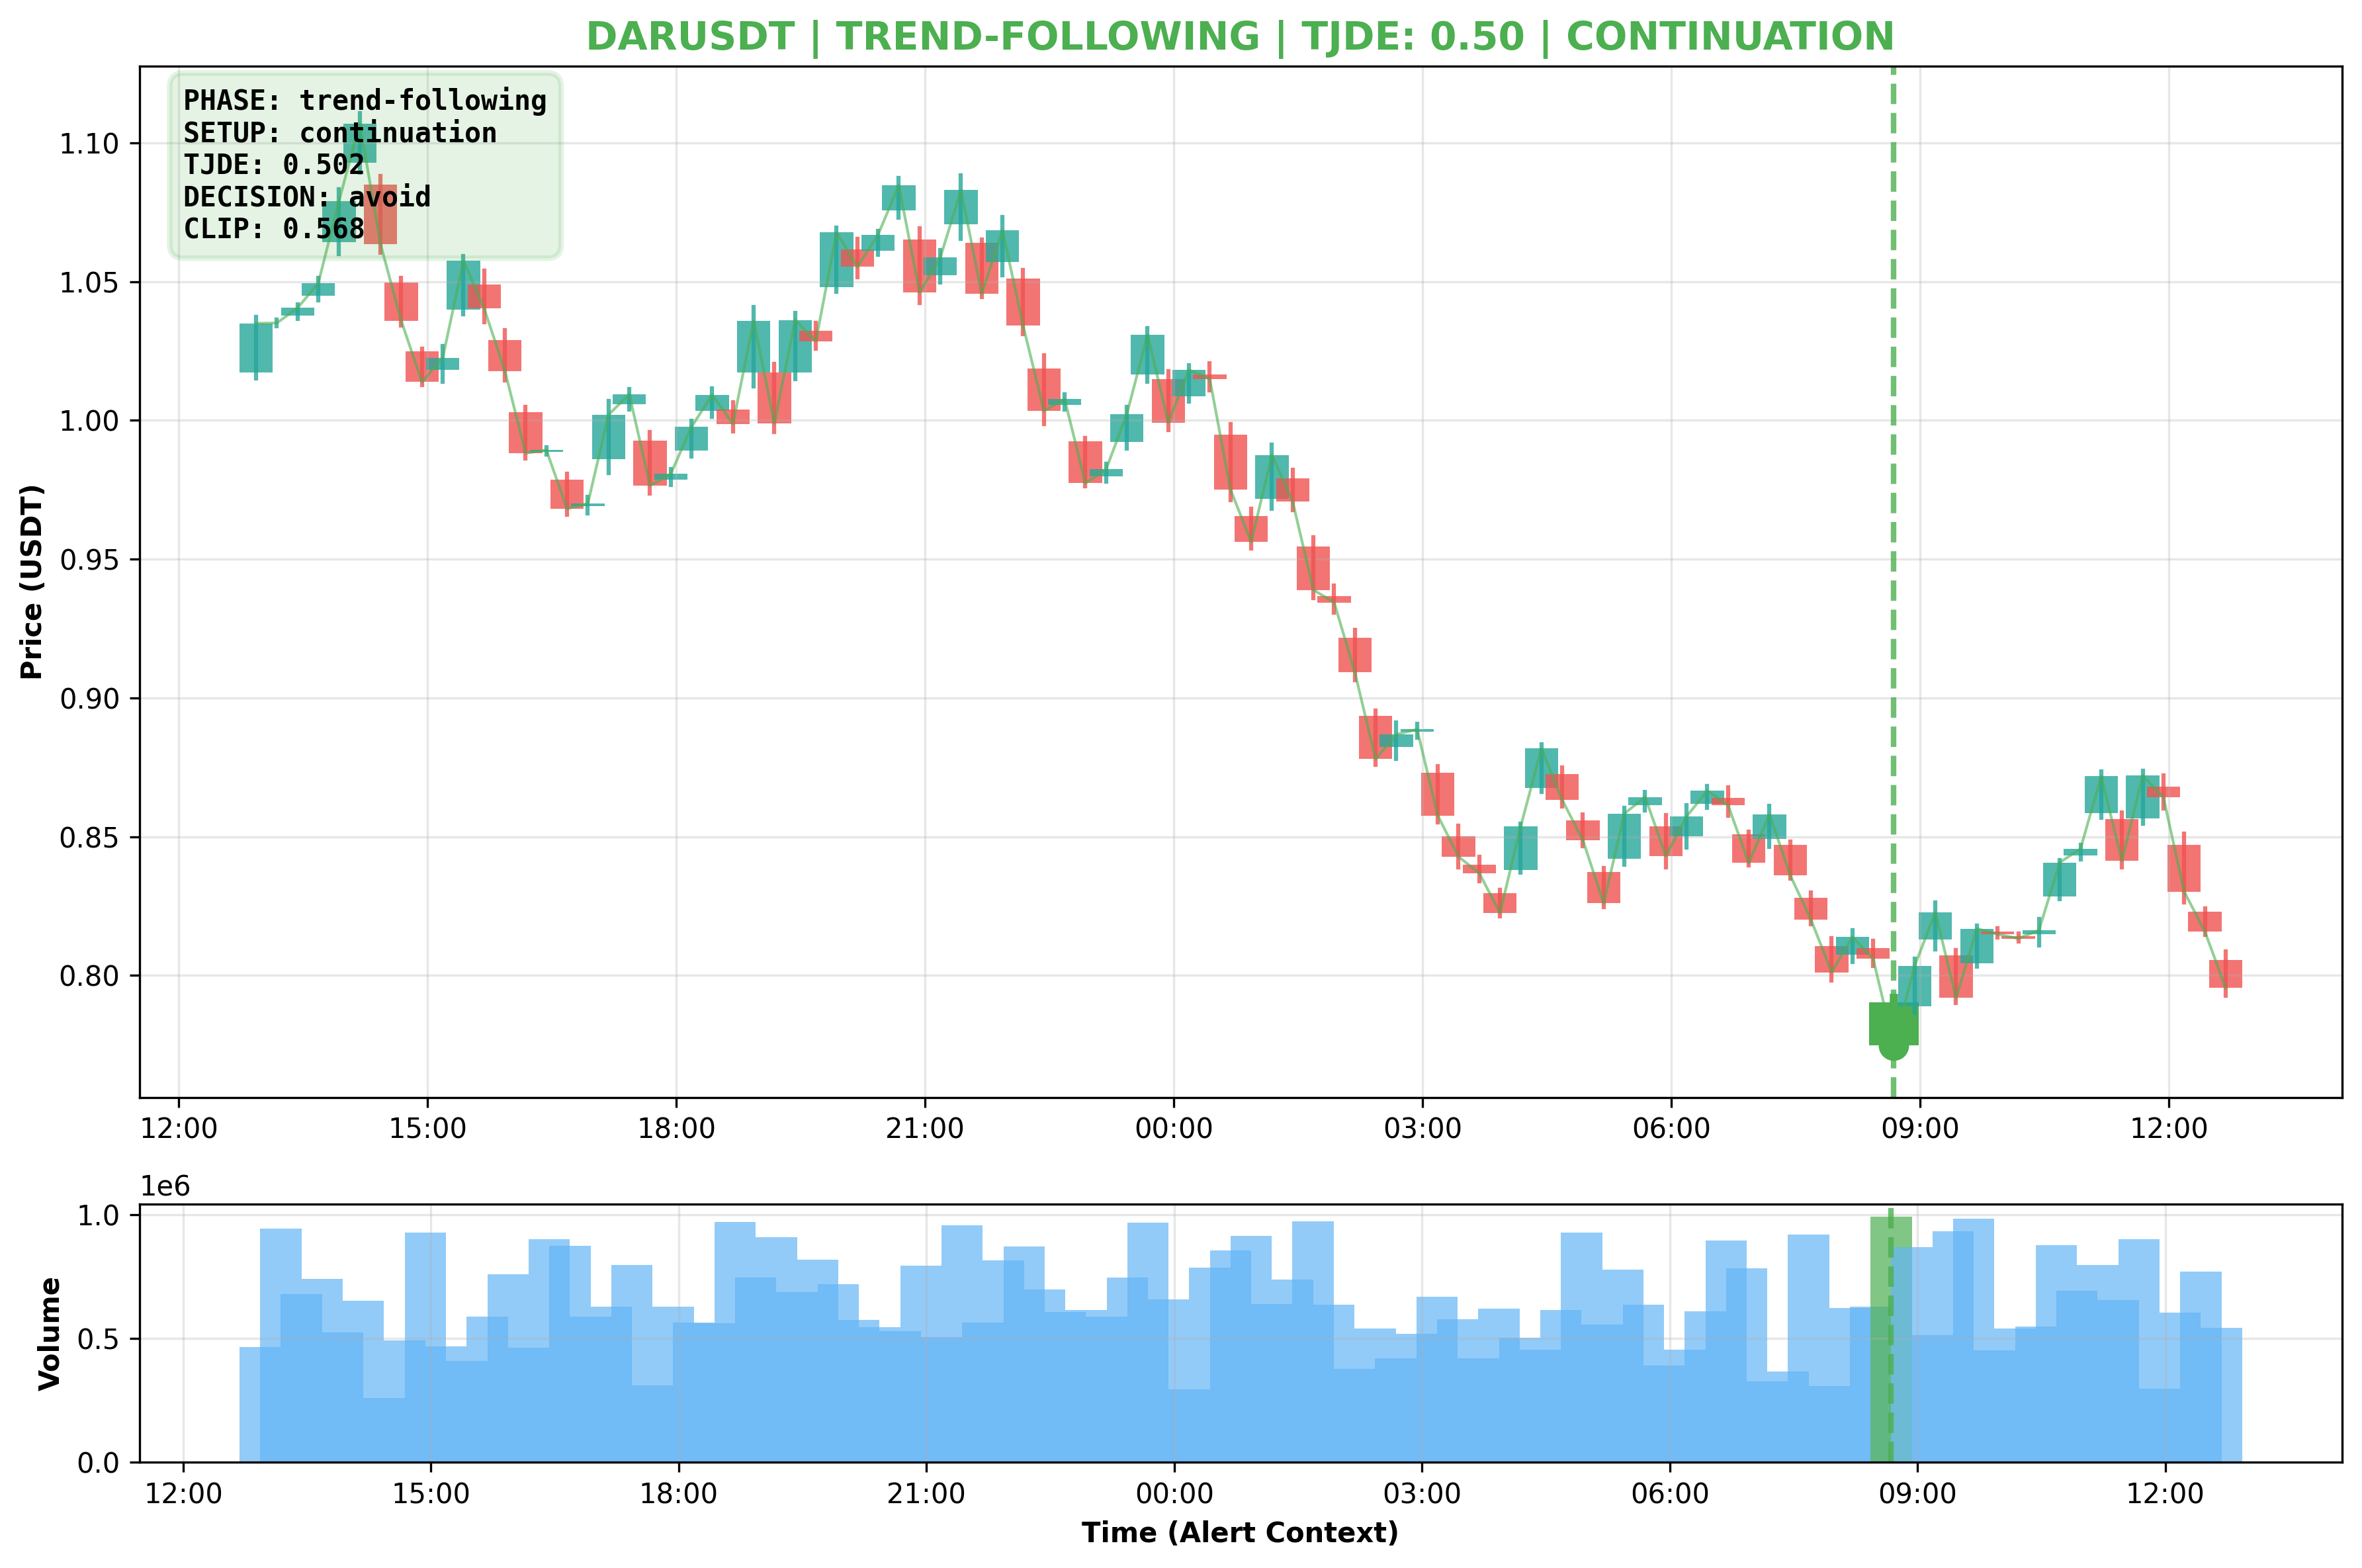 DARUSDT | TREND-FOLLOWING | TJDE: 0.50 | CONTINUATION
PHASE: trend-following
SETUP: continuation
TJDE: 0.502
DECISION: avoid
CLIP: 0.568
Price (USDT)
1.10
1.05
1.00
0.95
0.90
0.85
0.80
12:00 15:00 18:00 21:00 00:00 03:00 06:00 09:00 12:00
1e6
Volume
1.0
0.5
0.0
12:00 15:00 18:00 21:00 00:00 03:00 06:00 09:00 12:00
Time (Alert Context)